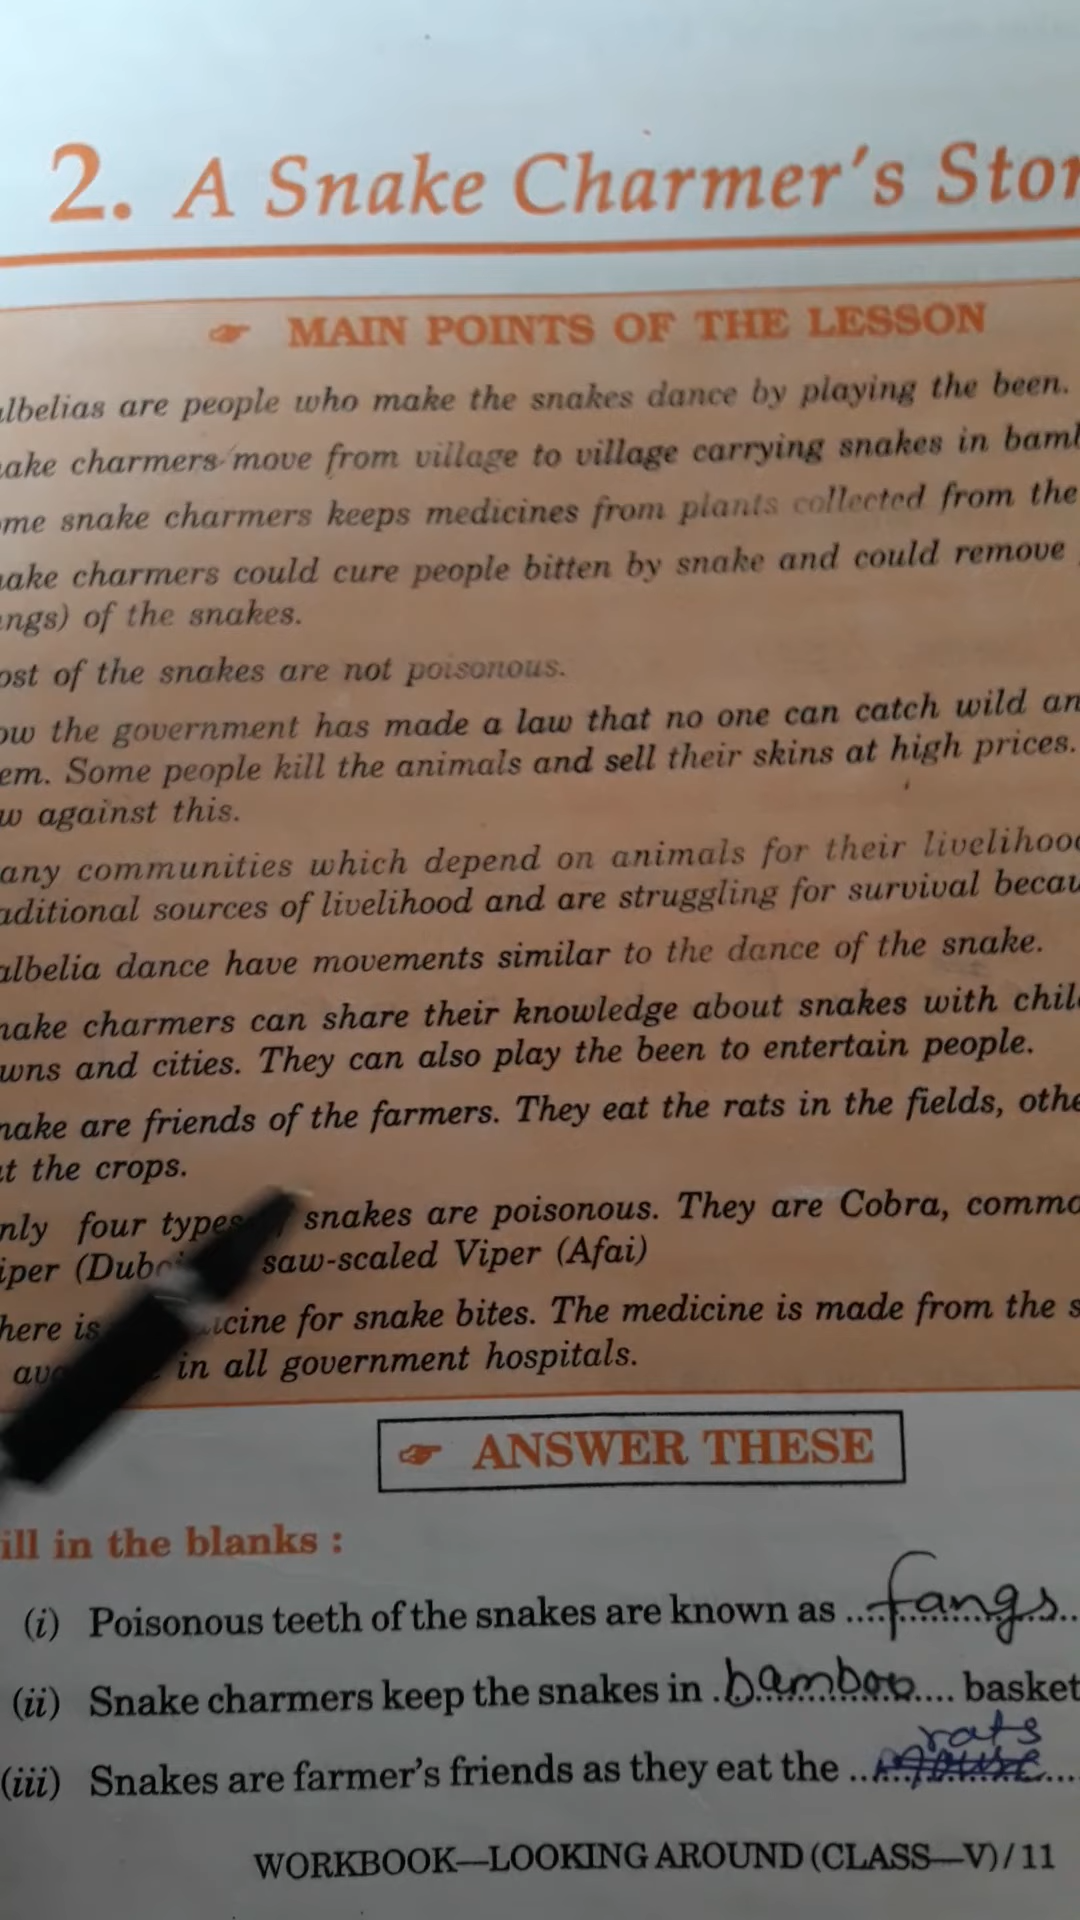 2. A Snake Charmer's Stor
☛ MAIN POINTS OF THE LESSON
lbelias are people who make the snakes dance by playing the been.
ake charmers move from village to village carrying snakes in baml
me snake charmers keeps medicines from plants collected from the
ake charmers could cure people bitten by snake and could remove
ngs) of the snakes.
ost of the snakes are not poisonous.
ow the government has made a law that no one can catch wild an
em. Some people kill the animals and sell their skins at high prices.
w against this.
any communities which depend on animals for their livelihood
aditional sources of livelihood and are struggling for survival becau
albelia dance have movements similar to the dance of the snake.
nake charmers can share their knowledge about snakes with chil
wns and cities. They can also play the been to entertain people.
nake are friends of the farmers. They eat the rats in the fields, othe
t the crops.
nly four types snakes are poisonous. They are Cobra, commo
iper (Dubo saw-scaled Viper (Afai)
here is icine for snake bites. The medicine is made from the s
in all government hospitals.
☛ ANSWER THESE
ill in the blanks :
(i) Poisonous teeth of the snakes are known as ....fangs....
(ii) Snake charmers keep the snakes in .bamboo.... basket
rats
(iii) Snakes are farmer's friends as they eat the ..mouse....
WORKBOOK—LOOKING AROUND (CLASS—V)/11